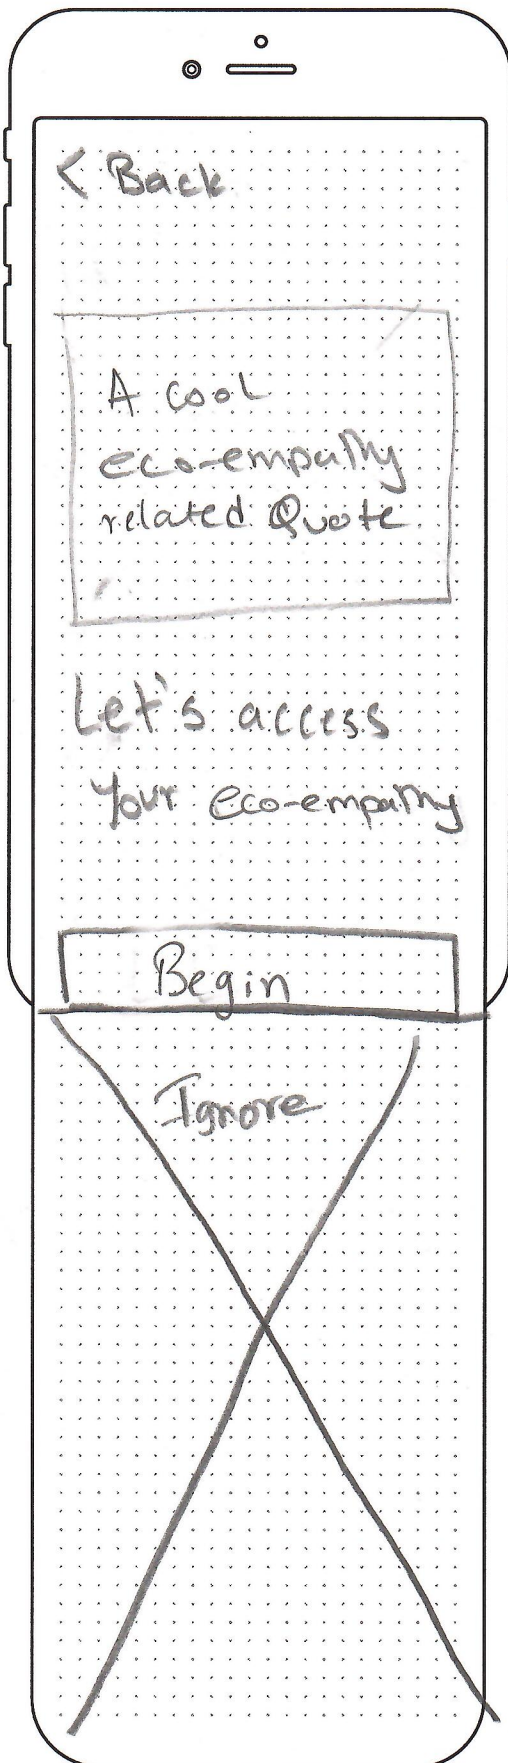 < Back
A cool
eco-empathy
related Quote
Let's access
Your eco-empathy
Begin
Ignore